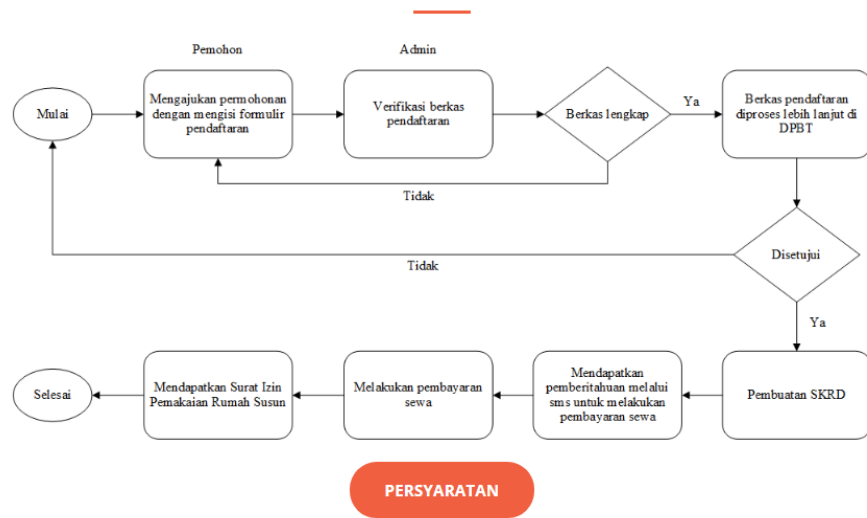 Pemohon
Admin
Mulai
Mengajukan permohonan
dengan mengisi formulir
pendaftaran
Verifikasi berkas
pendaftaran
Berkas lengkap
Ya
Berkas pendaftaran
diproses lebih lanjut di
DPBT
Tidak
Tidak
Disetujui
Ya
Selesai
Mendapatkan Surat Izin
Pemakaian Rumah Susun
Melakukan pembayaran
sewa
Mendapatkan
pemberitahuan melalui
sms untuk melakukan
pembayaran sewa
Pembuatan SKRD
PERSYARATAN